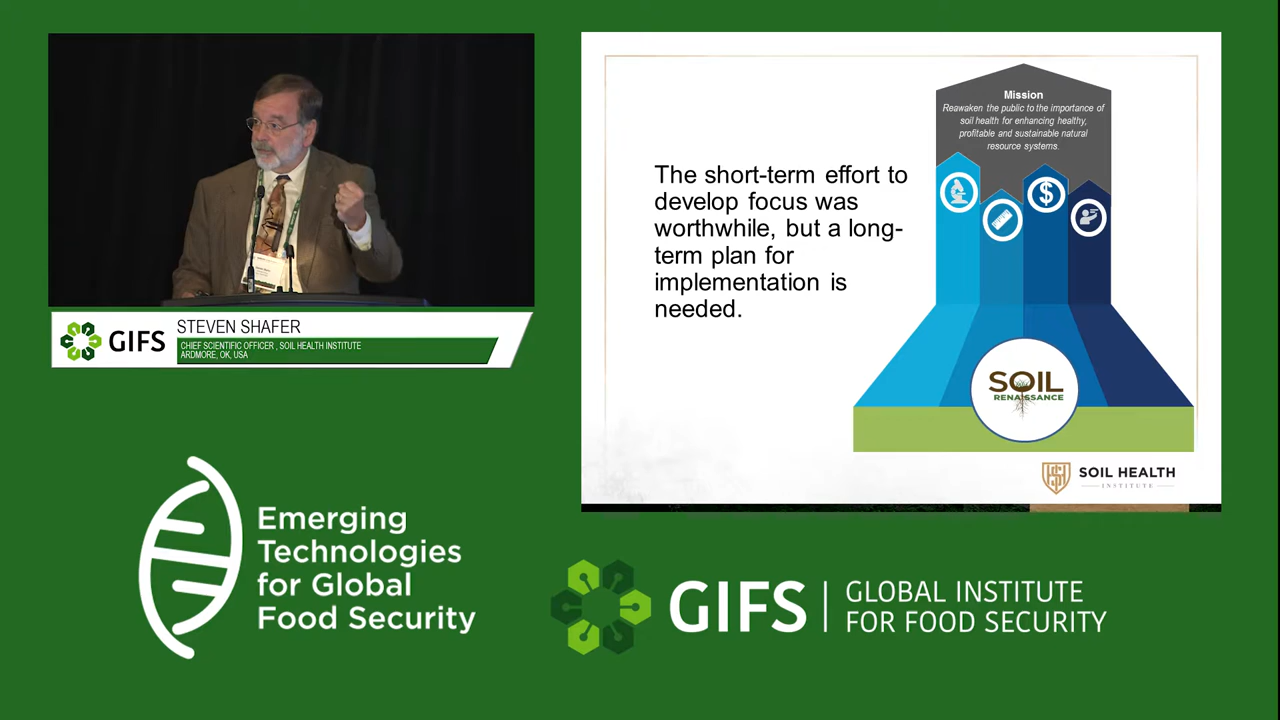 GIFS
STEVEN SHAFER
CHIEF SCIENTIFIC OFFICER , SOIL HEALTH INSTITUTE
ARDMORE, OK, USA
Mission
Reawaken the public to the importance of
soil health for enhancing healthy,
profitable and sustainable natural
resource systems.
The short-term effort to
develop focus was
worthwhile, but a long-
term plan for
implementation is
needed.
$
SOIL
RENAISSANCE
SOIL HEALTH
INSTITUTE
Emerging
Technologies
for Global
Food Security
GIFS
GLOBAL INSTITUTE
FOR FOOD SECURITY